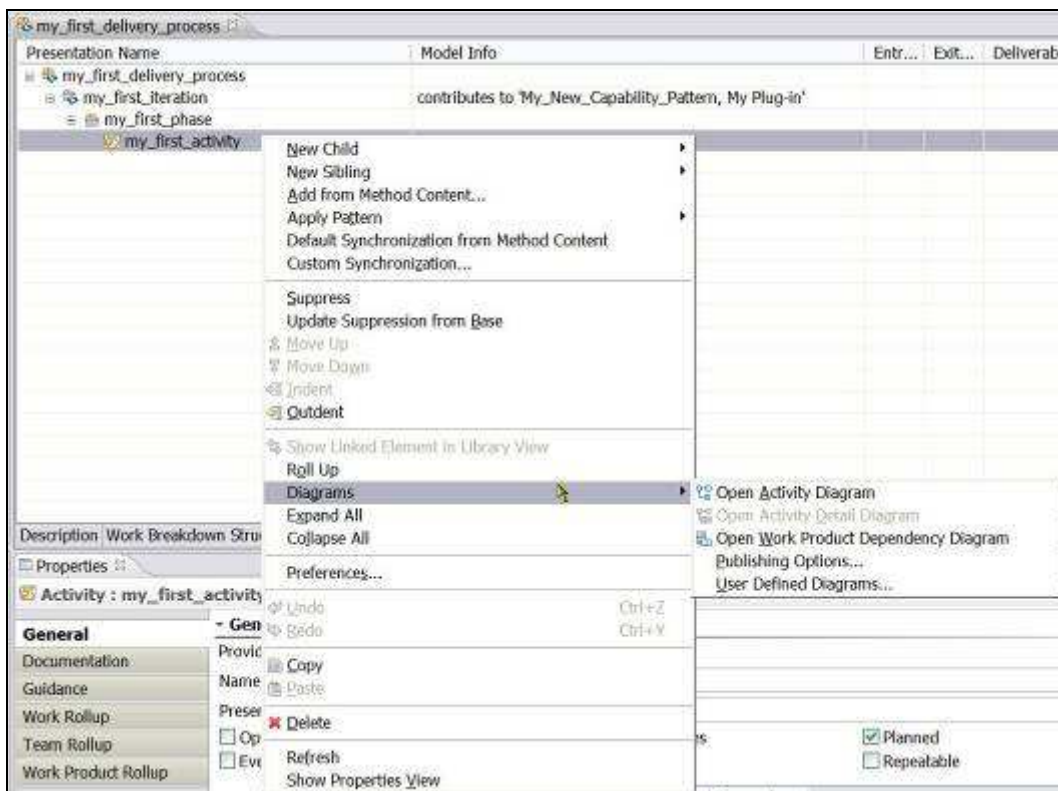 my_first_delivery_process
Presentation Name Model Info Entr... Exit... Deliverab
my_first_delivery_process
my_first_iteration contributes to 'My_New_Capability_Pattern, My Plug-in'
my_first_phase
my_first_activity
New Child
New Sibling
Add from Method Content...
Apply Pattern
Default Synchronization from Method Content
Custom Synchronization...
Suppress
Update Suppression from Base
Move Up
Move Down
Indent
Outdent
Show Linked Element in Library View
Roll Up
Diagrams
Expand All
Collapse All
Preferences...
Undo Ctrl+Z
Redo Ctrl+Y
Copy
Paste
Delete
Refresh
Show Properties View
Open Activity Diagram
Open Activity Detail Diagram
Open Work Product Dependency Diagram
Publishing Options...
User Defined Diagrams...
Description Work Breakdown Stru
Properties
Activity : my_first_activity
General
Documentation
Guidance
Work Rollup
Team Rollup
Work Product Rollup
Gen
Provid
Name
Preser
Op
Eve
es
Planned
Repeatable